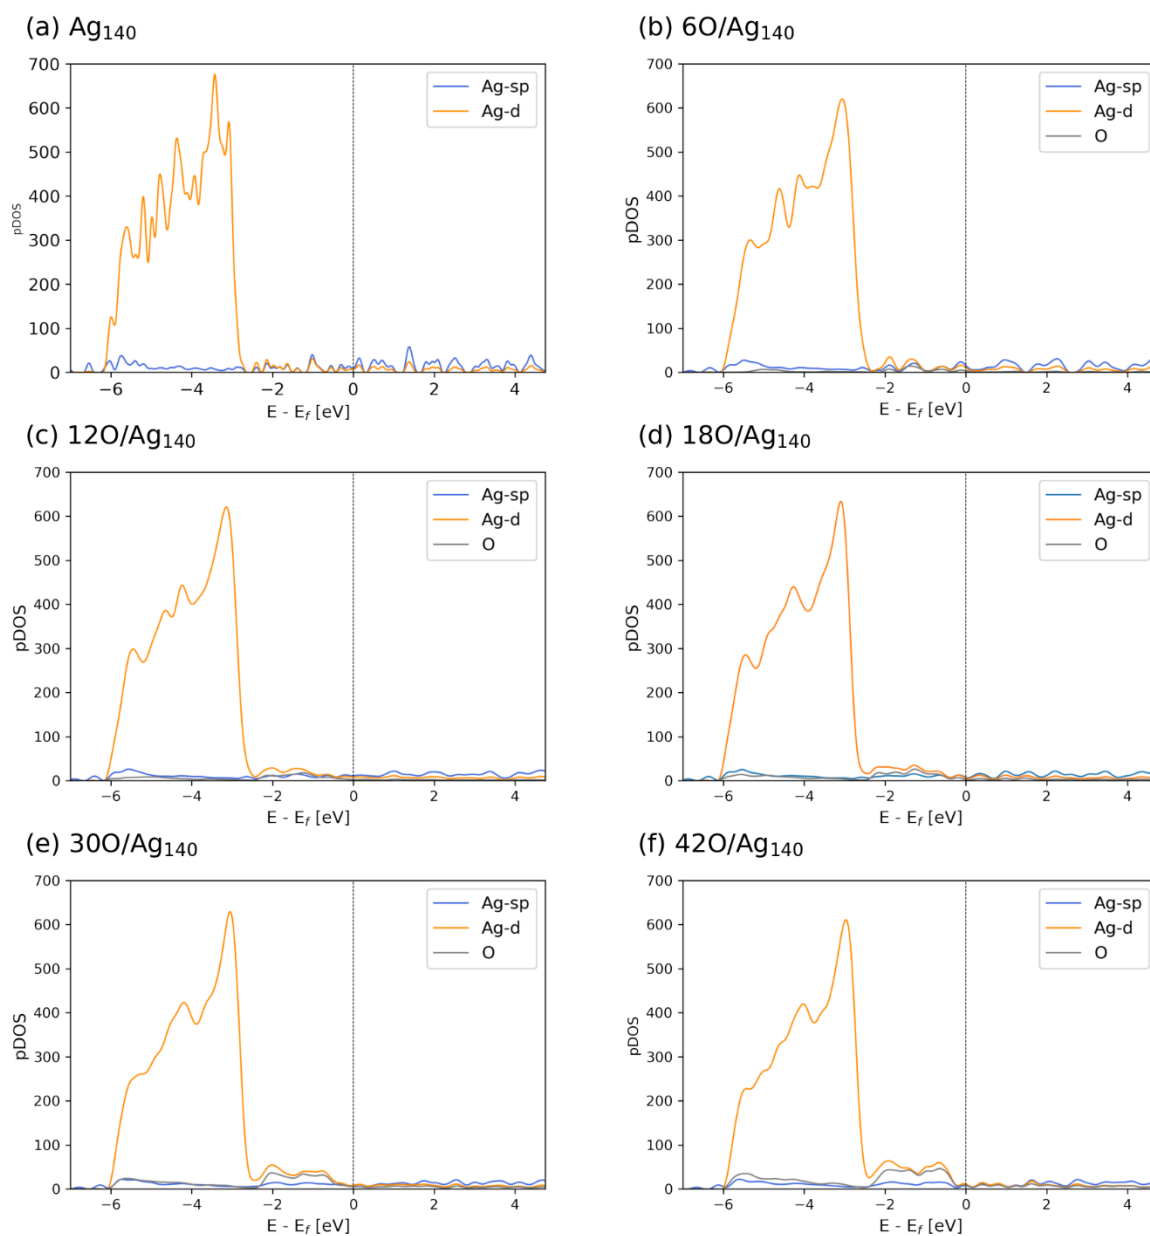 (a) Ag₁₄₀
700
600
500
400
300
200
100
0
pDOS
Ag-sp
Ag-d
−6 −4 −2 0 2 4
E - E_f [eV]
(b) 6O/Ag₁₄₀
700
600
500
400
300
200
100
0
pDOS
Ag-sp
Ag-d
O
−6 −4 −2 0 2 4
E - E_f [eV]
(c) 12O/Ag₁₄₀
700
600
500
400
300
200
100
0
pDOS
Ag-sp
Ag-d
O
−6 −4 −2 0 2 4
E - E_f [eV]
(d) 18O/Ag₁₄₀
700
600
500
400
300
200
100
0
pDOS
Ag-sp
Ag-d
O
−6 −4 −2 0 2 4
E - E_f [eV]
(e) 30O/Ag₁₄₀
700
600
500
400
300
200
100
0
pDOS
Ag-sp
Ag-d
O
−6 −4 −2 0 2 4
E - E_f [eV]
(f) 42O/Ag₁₄₀
700
600
500
400
300
200
100
0
pDOS
Ag-sp
Ag-d
O
−6 −4 −2 0 2 4
E - E_f [eV]